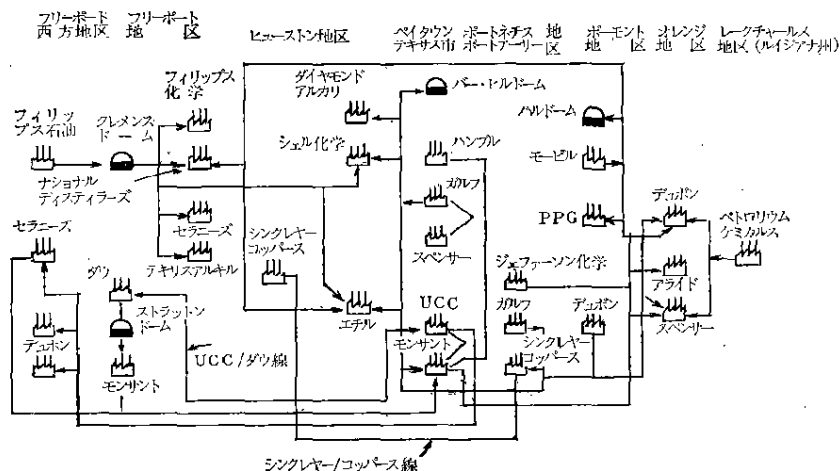 フリーポート
西方地区
フリーポート
地区
ヒューストン地区
ベイタウン
テキサス市
ポートネチス
ポートアーサー
地区
ボーモント
地区
オレンジ
地区
レークチャールス
地区(ルイジアナ州)
フィリップス
化学
ダイヤモンド
アルカリ
バー・ヒルドーム
ハルドーム
フィリッ
プス石油
クレメンス
ドーム
シェル化学
ハンブル
モービル
ナショナル
ディスティラーズ
ガルフ
デュポン
セラニーズ
セラニーズ
シンクレヤー
コッパース
スペンサー
PPG
ペトロリウム
ケミカルス
テキリスアルキル
ジェファーソン化学
アライド
ダウ
エチル
UCC
ガルフ
デュポン
スペンサー
ストラットン
ドーム
デュポン
UCC/ダウ線
モンサント
シンクレヤー
コッパース
モンサント
シンクレヤー/コッパース線